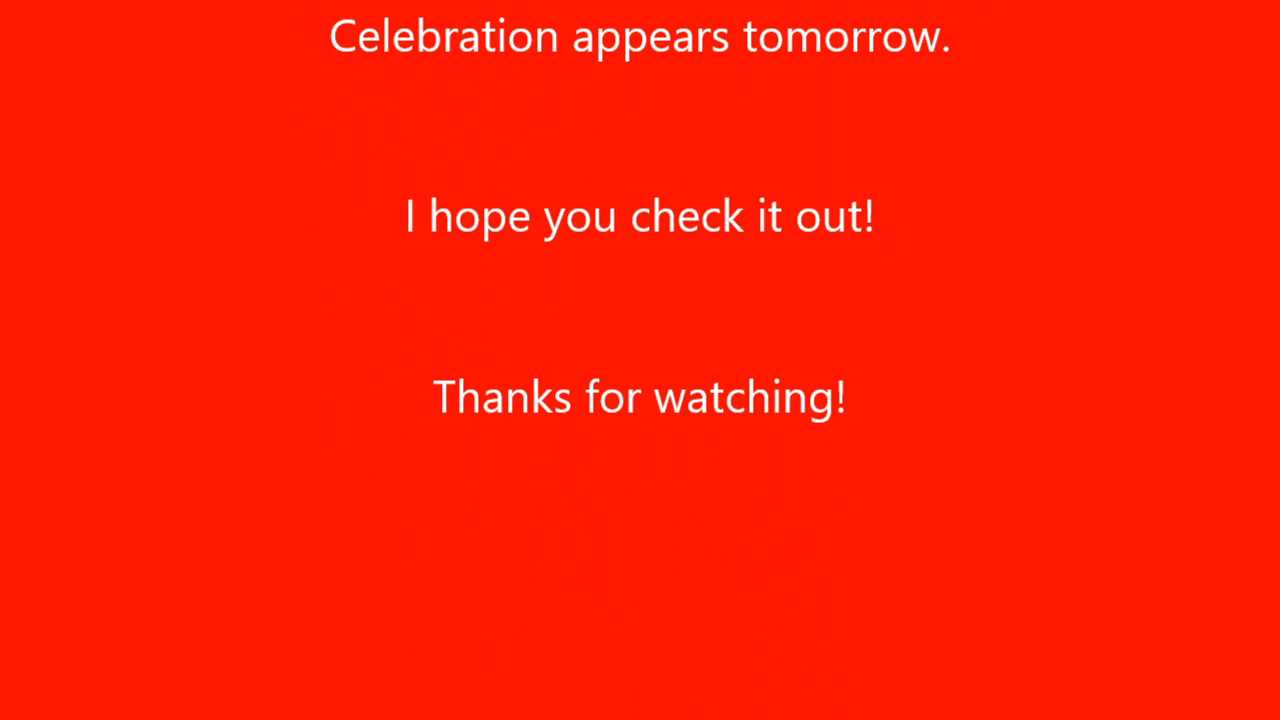 Celebration appears tomorrow.
I hope you check it out!
Thanks for watching!